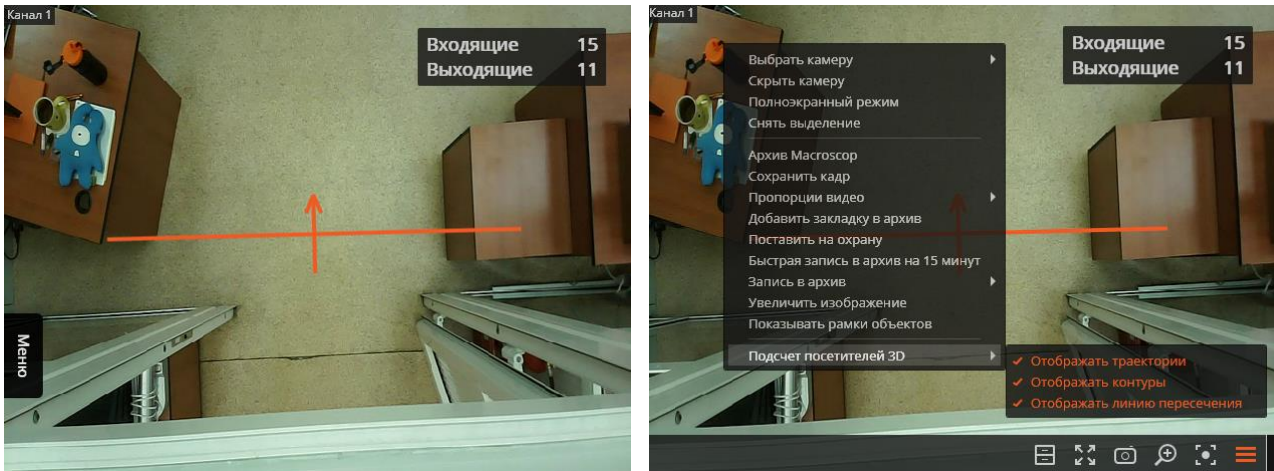 Канал 1
Входящие 15
Выходящие 11
Меню
Канал 1
Входящие 15
Выходящие 11
Выбрать камеру
Скрыть камеру
Полноэкранный режим
Снять выделение
Архив Macroscop
Сохранить кадр
Пропорции видео
Добавить закладку в архив
Поставить на охрану
Быстрая запись в архив на 15 минут
Запись в архив
Увеличить изображение
Показывать рамки объектов
Подсчет посетителей 3D
Отображать траектории
Отображать контуры
Отображать линию пересечения